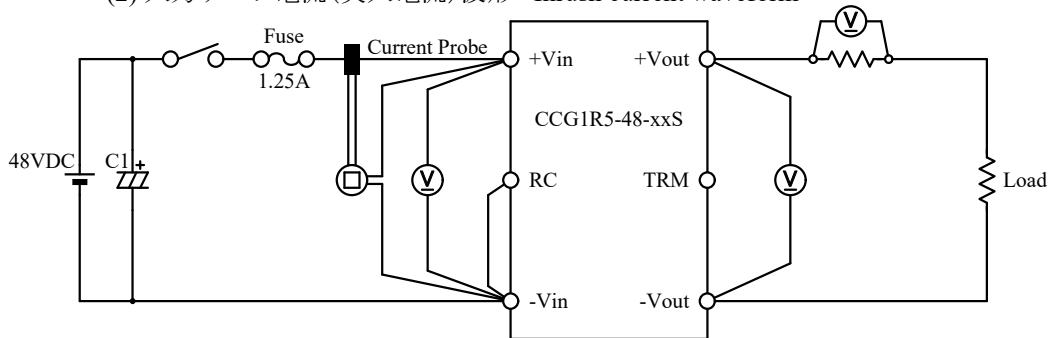 (2) 入力サージ電流(突入電流)波形 Inrush current waveform
Fuse
1.25A
Current Probe
+Vin
+Vout
V
CCG1R5-48-xxS
48VDC
C1
+
V
RC
TRM
V
Load
-Vin
-Vout